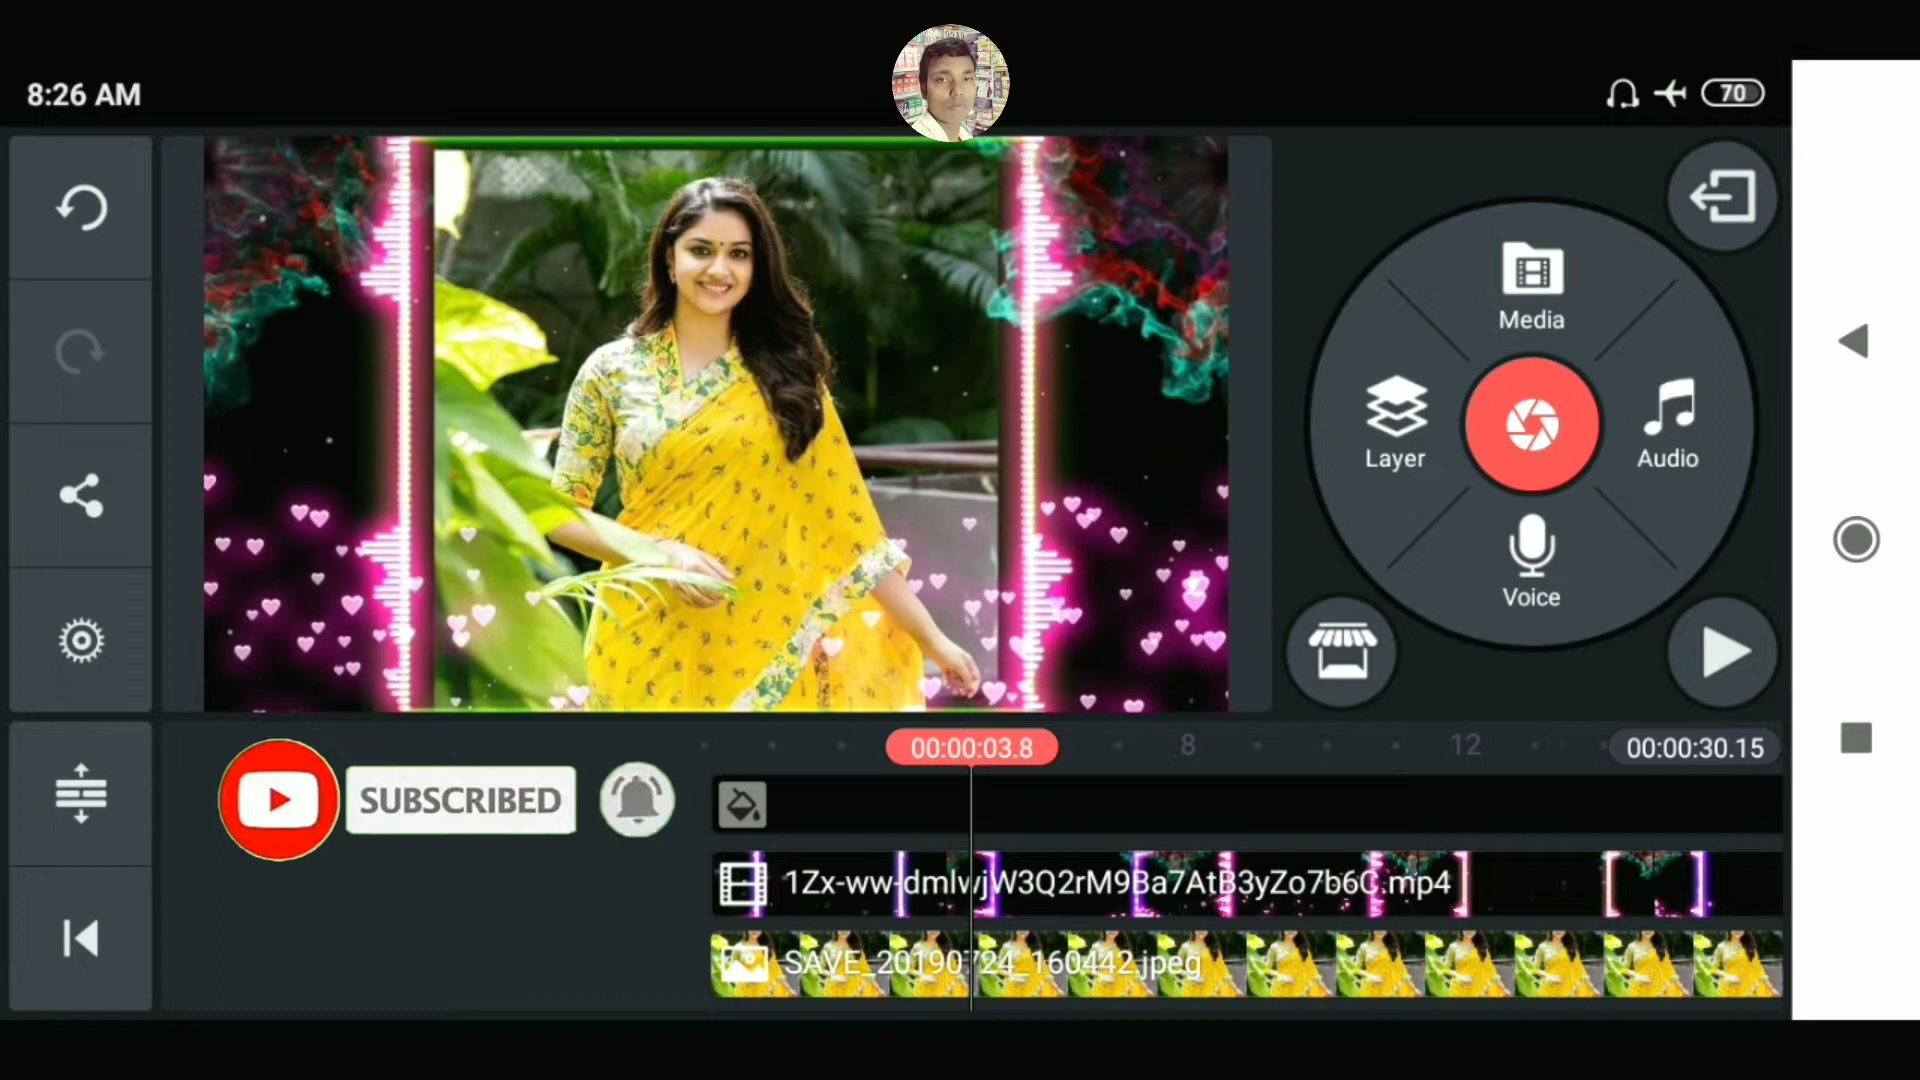 8:26 AM
70
Media
Layer
Audio
Voice
00:00:03.8
8
12
00:00:30.15
SUBSCRIBED
1Zx-ww-dmlwjW3Q2rM9Ba7AtB3yZo7b6C.mp4
SAVE_20190724_160442.jpeg